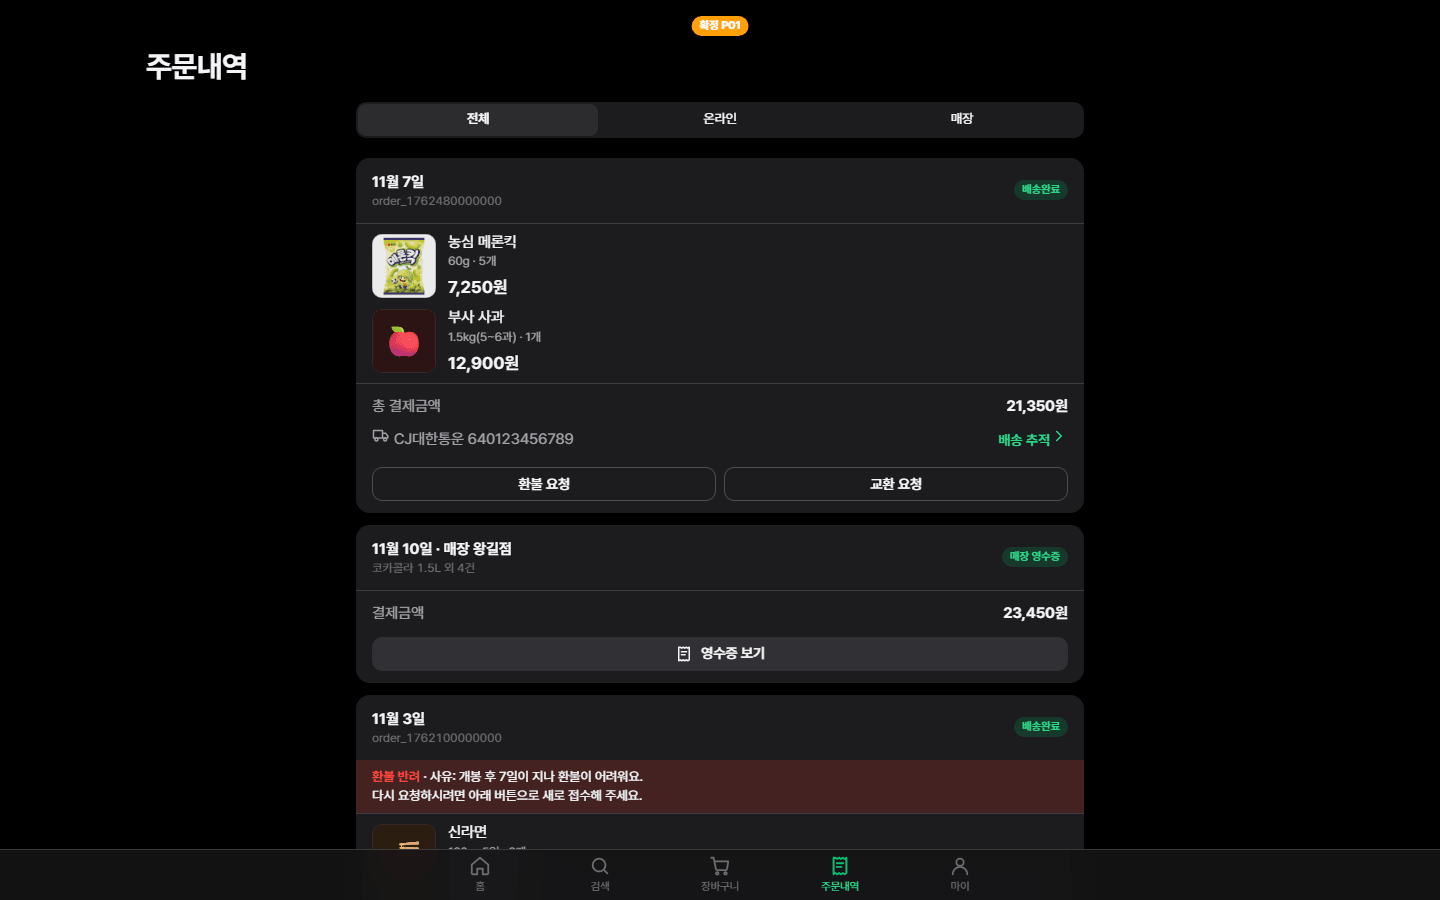 확정 P01
주문내역
전체
온라인
매장
11월 7일
order_1762480000000
배송완료
메론킥
농심 메론킥
60g · 5개
7,250원
부사 사과
1.5kg(5~6과) · 1개
12,900원
총 결제금액
21,350원
CJ대한통운 640123456789
배송 추적
환불 요청
교환 요청
11월 10일 · 매장 왕길점
코카콜라 1.5L 외 4건
매장 영수증
결제금액
23,450원
영수증 보기
11월 3일
order_1762100000000
배송완료
환불 반려 · 사유: 개봉 후 7일이 지나 환불이 어려워요.
다시 요청하시려면 아래 버튼으로 새로 접수해 주세요.
신라면
홈
검색
장바구니
주문내역
마이